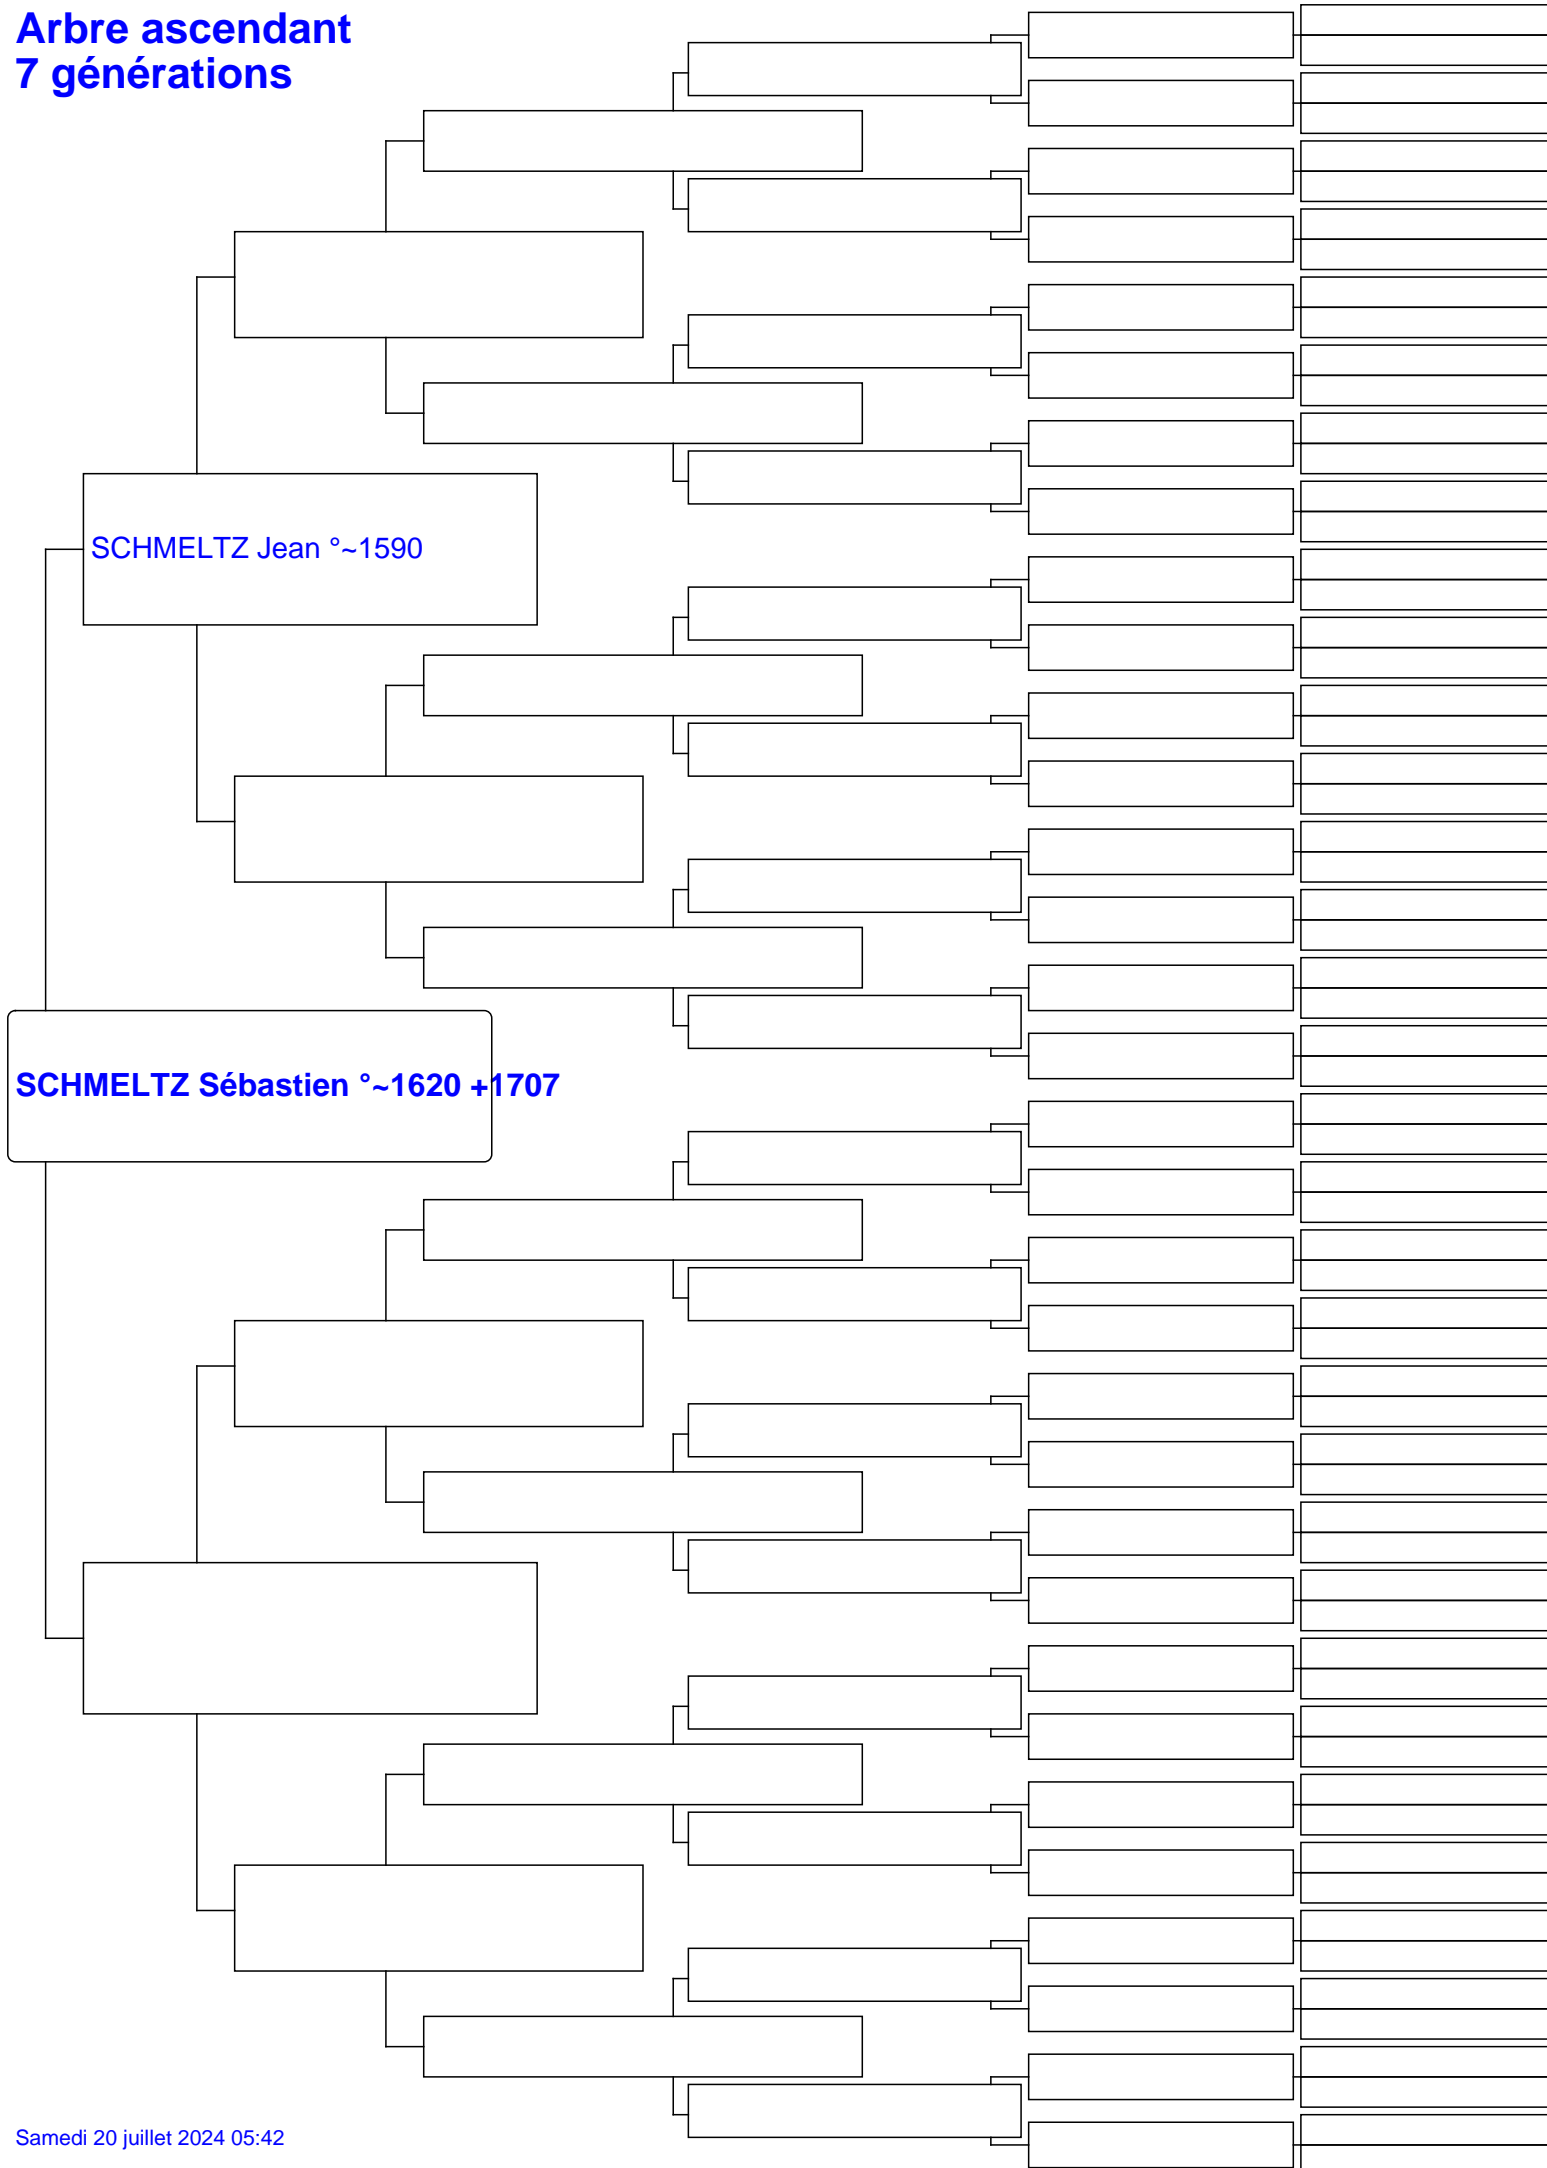 Arbre ascendant
7 générations
SCHMELTZ Jean °~1590
SCHMELTZ Sébastien °~1620 +1707
Samedi 20 juillet 2024 05:42